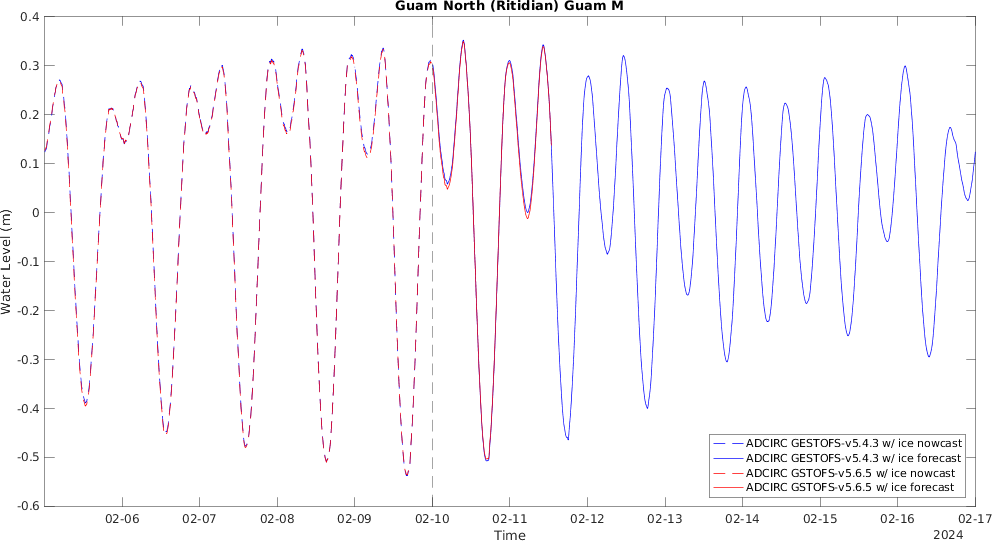 Guam North (Ritidian) Guam M
0.4
0.3
0.2
0.1
0
-0.1
-0.2
-0.3
-0.4
-0.5
-0.6
Water Level (m)
ADCIRC GESTOFS-v5.4.3 w/ ice nowcast
ADCIRC GESTOFS-v5.4.3 w/ ice forecast
ADCIRC GSTOFS-v5.6.5 w/ ice nowcast
ADCIRC GSTOFS-v5.6.5 w/ ice forecast
02-06 02-07 02-08 02-09 02-10 02-11 02-12 02-13 02-14 02-15 02-16 02-17
Time
2024